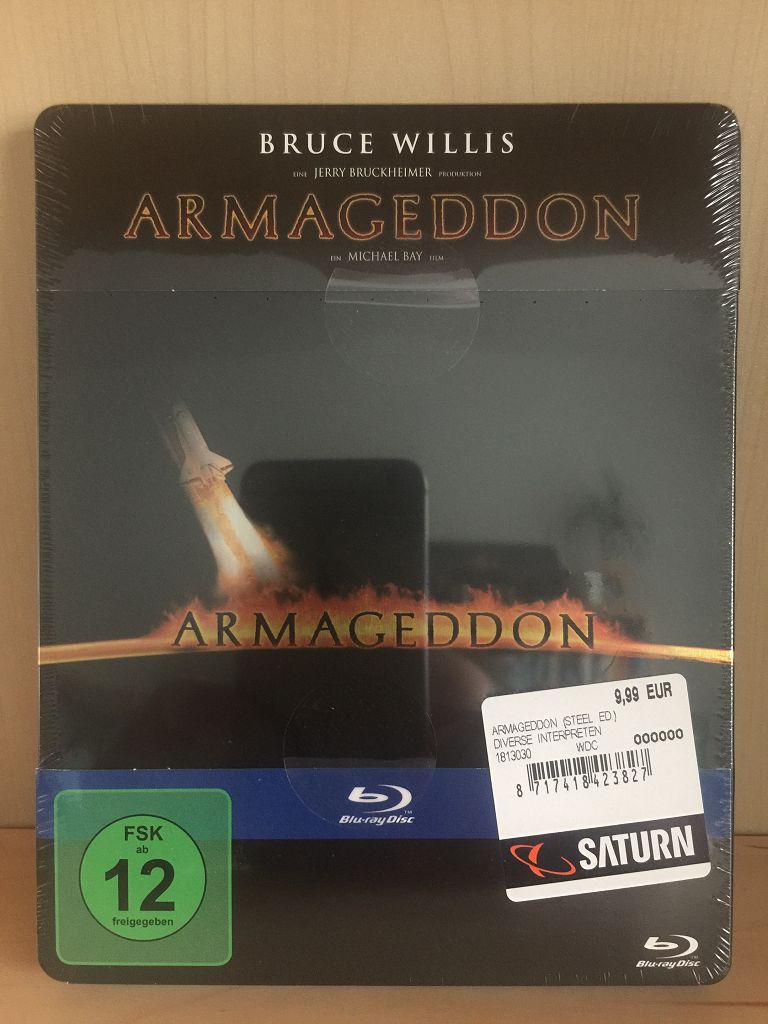 BRUCE WILLIS
EINE JERRY BRUCKHEIMER PRODUKTION
ARMAGEDDON
EIN MICHAEL BAY FILM
ARMAGEDDON
9,99 EUR
ARMAGEDDON (STEEL ED.)
DIVERSE INTERPRETEN
1813030 WDC 000000
8 717418 423827
SATURN
Blu-ray Disc™
FSK
ab
12
freigegeben
Blu-ray Disc